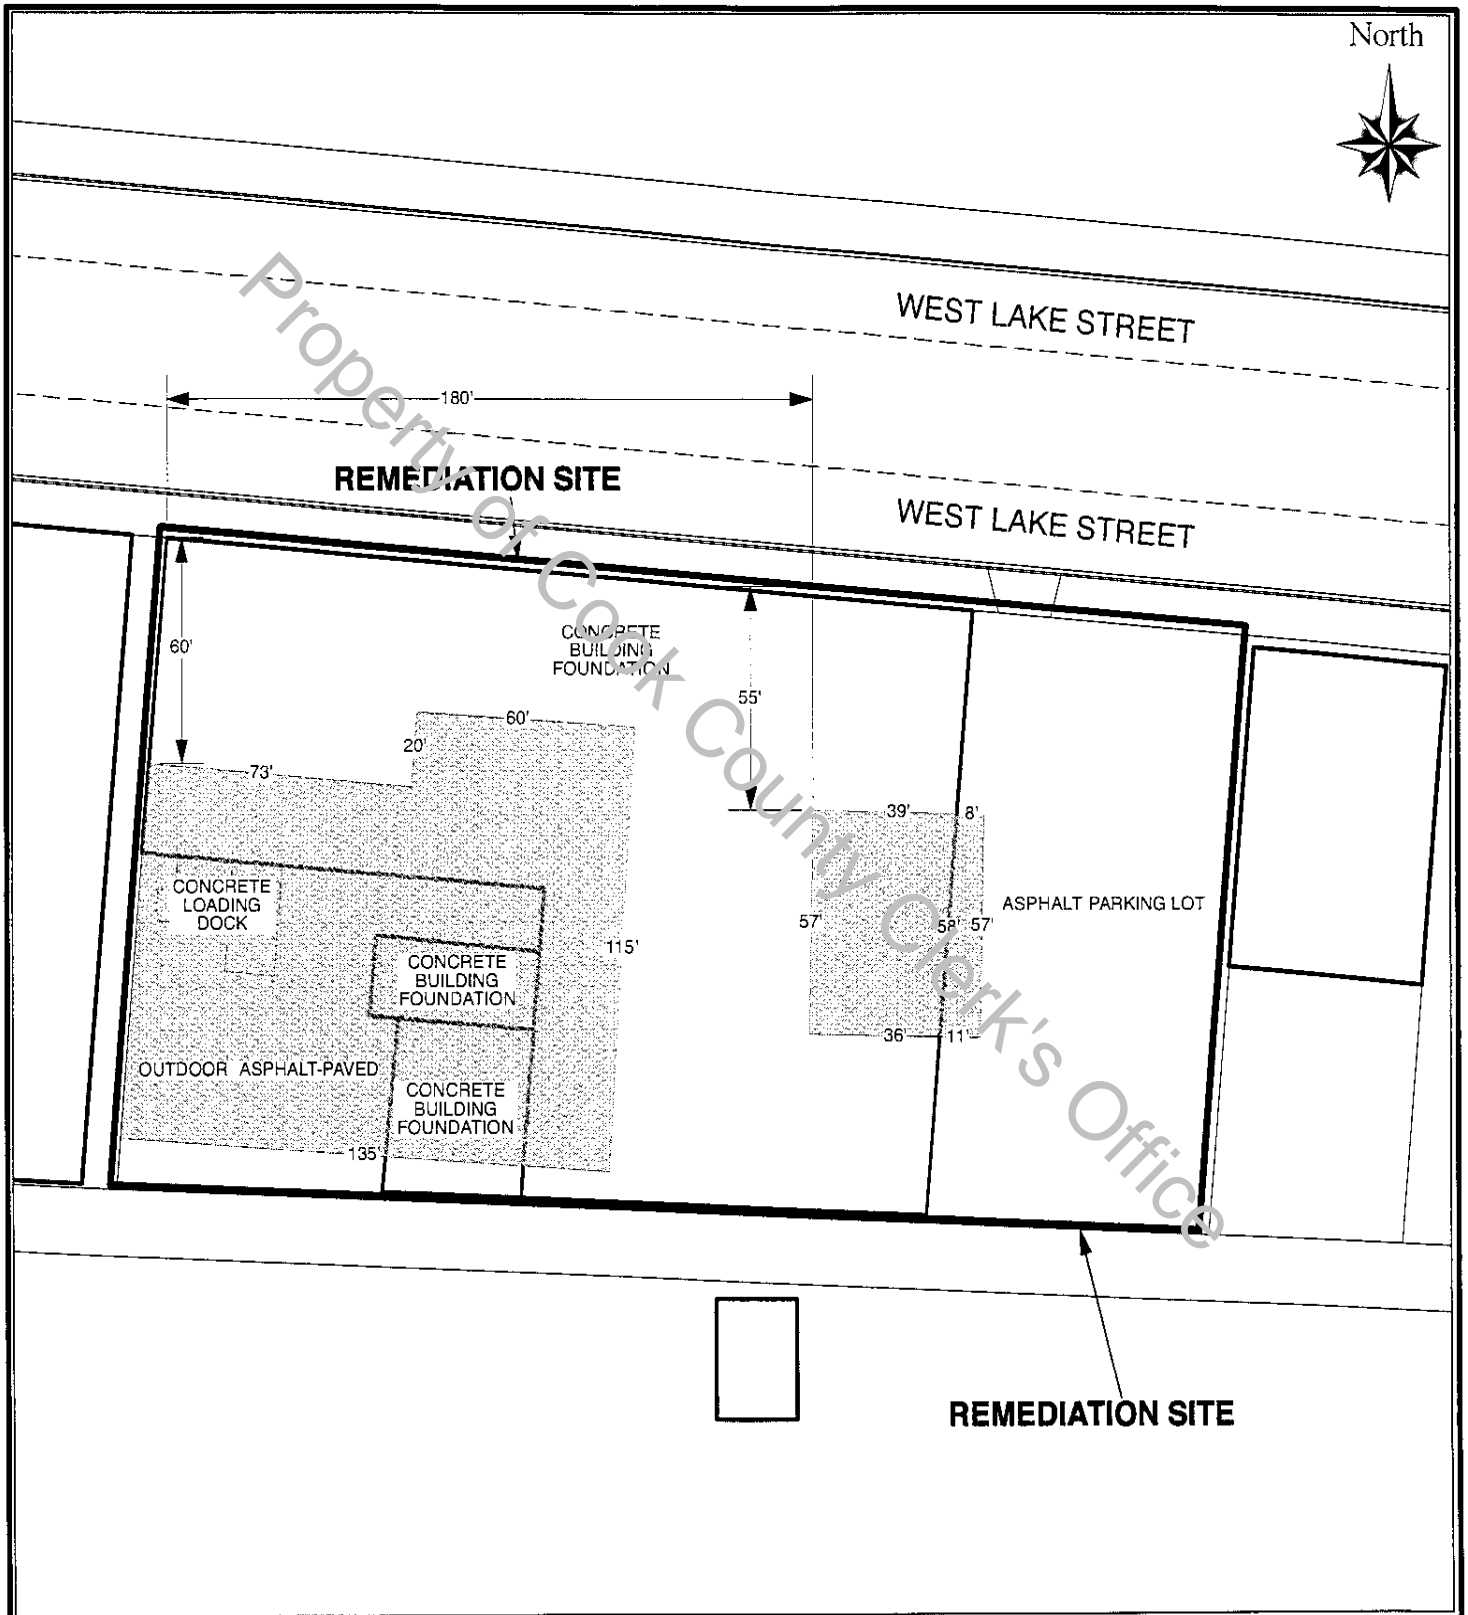 North
WEST LAKE STREET
180'
REMEDIATION SITE
WEST LAKE STREET
60'
CONCRETE
BUILDING
FOUNDATION
55'
60'
20'
73'
39'
8'
CONCRETE
LOADING
DOCK
ASPHALT PARKING LOT
57'
58'
57'
115'
CONCRETE
BUILDING
FOUNDATION
36'
11'
OUTDOOR ASPHALT-PAVED
CONCRETE
BUILDING
FOUNDATION
135'
REMEDIATION SITE
Property of Cook County Clerk's Office